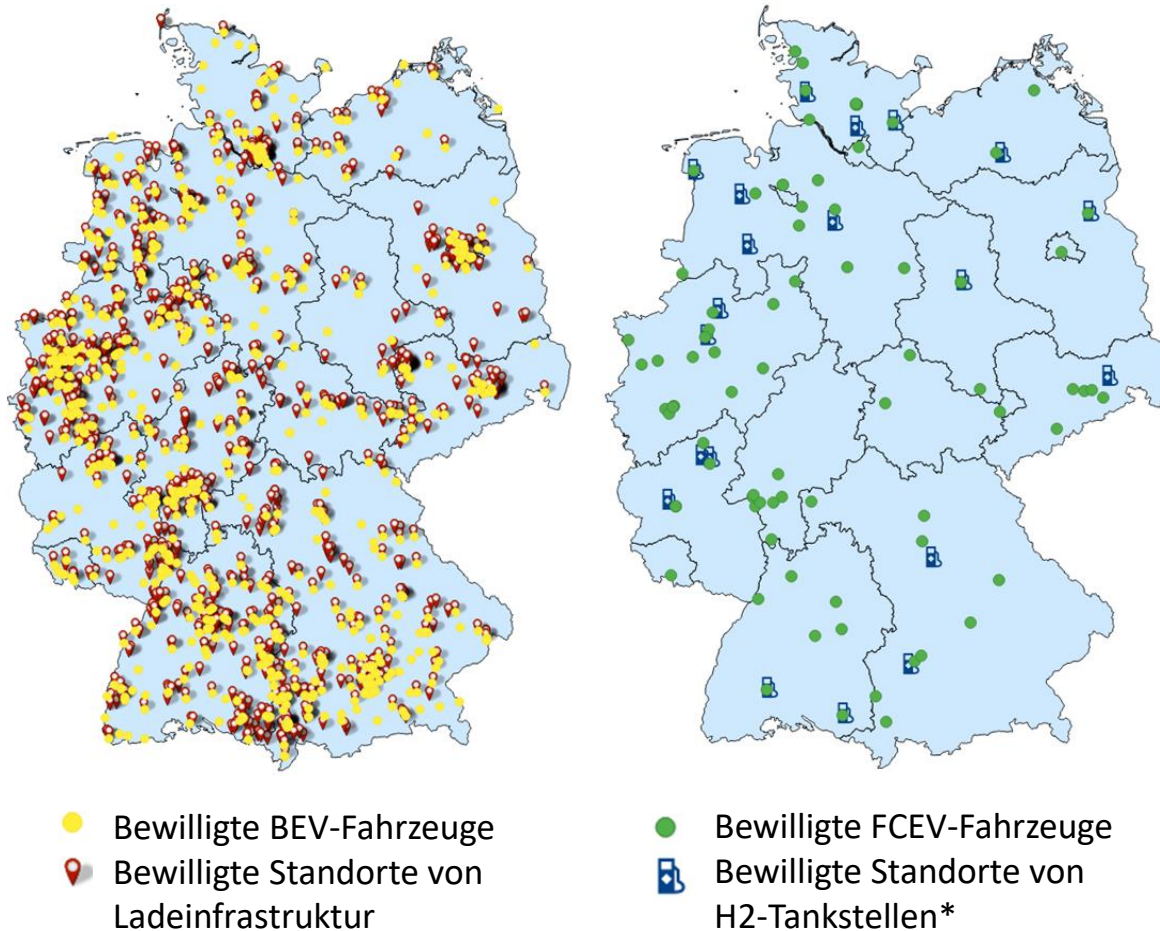 Bewilligte BEV-Fahrzeuge
Bewilligte Standorte von
Ladeinfrastruktur
Bewilligte FCEV-Fahrzeuge
Bewilligte Standorte von
H2-Tankstellen*